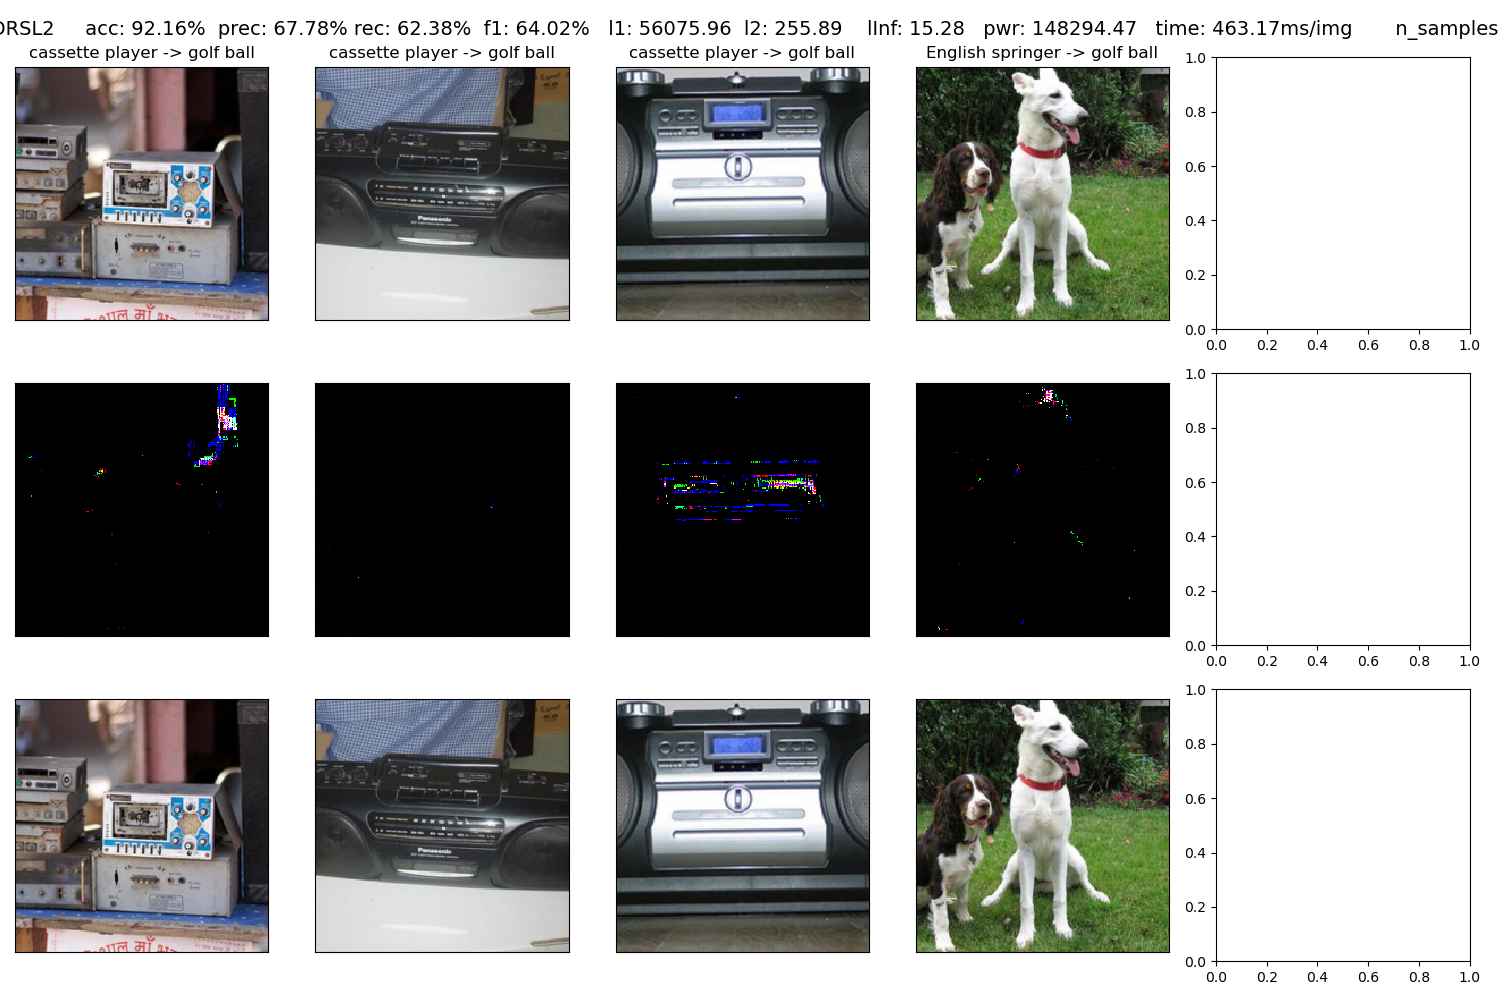 DRSL2 acc: 92.16% prec: 67.78% rec: 62.38% f1: 64.02% l1: 56075.96 l2: 255.89 lInf: 15.28 pwr: 148294.47 time: 463.17ms/img n_samples
cassette player -> golf ball
cassette player -> golf ball
cassette player -> golf ball
English springer -> golf ball
1.0
0.8
0.6
0.4
0.2
0.0
0.0 0.2 0.4 0.6 0.8 1.0
Panasonic
1.0
0.8
0.6
0.4
0.2
0.0
0.0 0.2 0.4 0.6 0.8 1.0
1.0
0.8
0.6
0.4
0.2
0.0
0.0 0.2 0.4 0.6 0.8 1.0
Panasonic